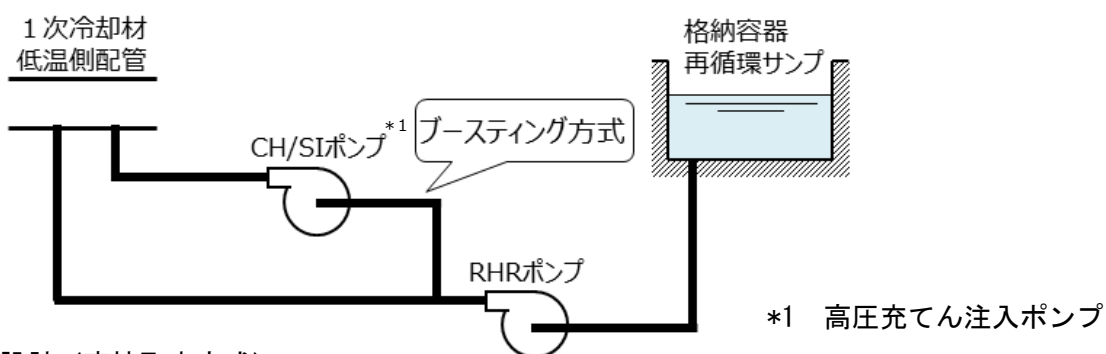 1次冷却材
低温側配管
格納容器
再循環サンプ
CH/SIポンプ*1
ブースティング方式
RHRポンプ
*1 高圧充てん注入ポンプ